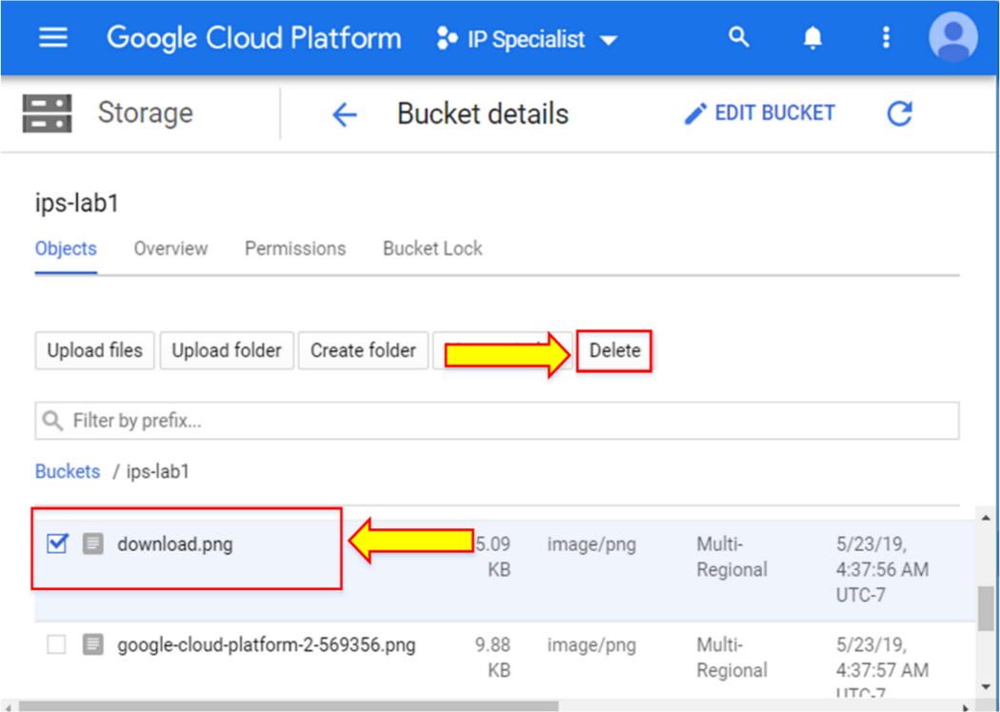 Google Cloud Platform IP Specialist
Storage Bucket details EDIT BUCKET
ips-lab1
Objects Overview Permissions Bucket Lock
Upload files Upload folder Create folder Delete
Filter by prefix...
Buckets / ips-lab1
download.png 5.09 KB image/png Multi-Regional 5/23/19, 4:37:56 AM UTC-7
google-cloud-platform-2-569356.png 9.88 KB image/png Multi-Regional 5/23/19, 4:37:57 AM UTC-7